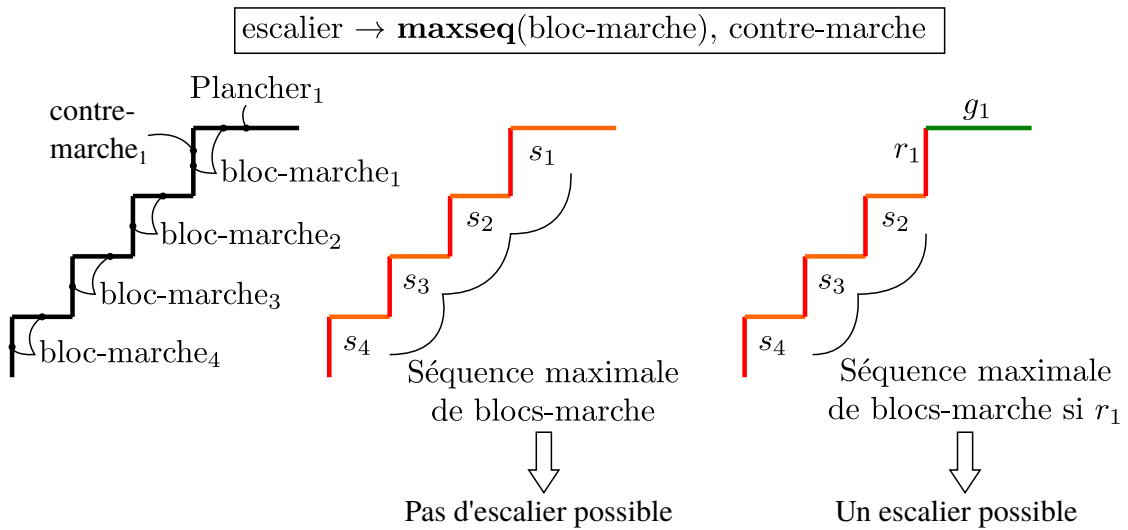 escalier → maxseq(bloc-marche), contre-marche
Plancher₁
contre-
marche₁
bloc-marche₁
bloc-marche₂
bloc-marche₃
bloc-marche₄
s₁
s₂
s₃
s₄
Séquence maximale
de blocs-marche
Pas d'escalier possible
g₁
r₁
s₂
s₃
s₄
Séquence maximale
de blocs-marche si r₁
Un escalier possible